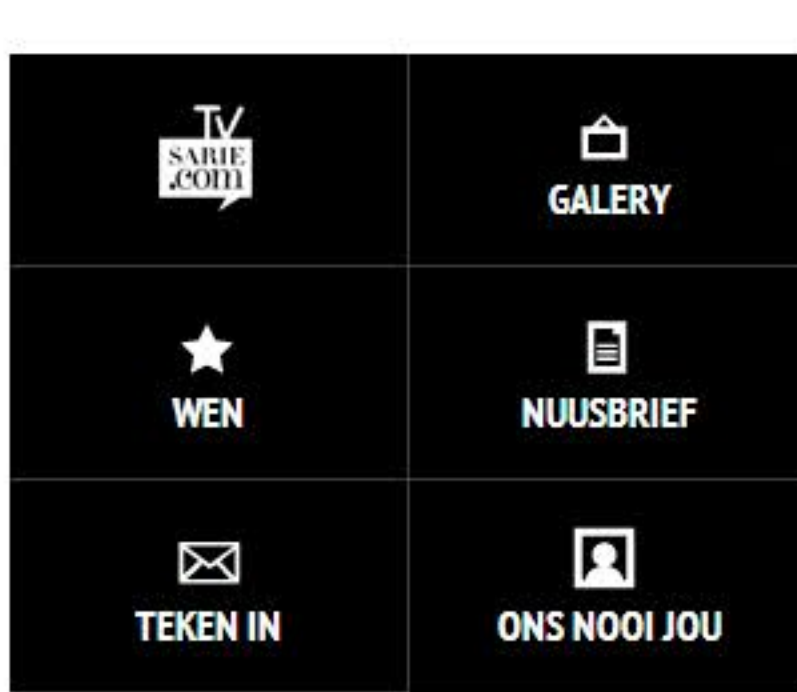 TV
SARIE
.com
GALERY
WEN
NUUSBRIEF
TEKEN IN
ONS NOOI JOU